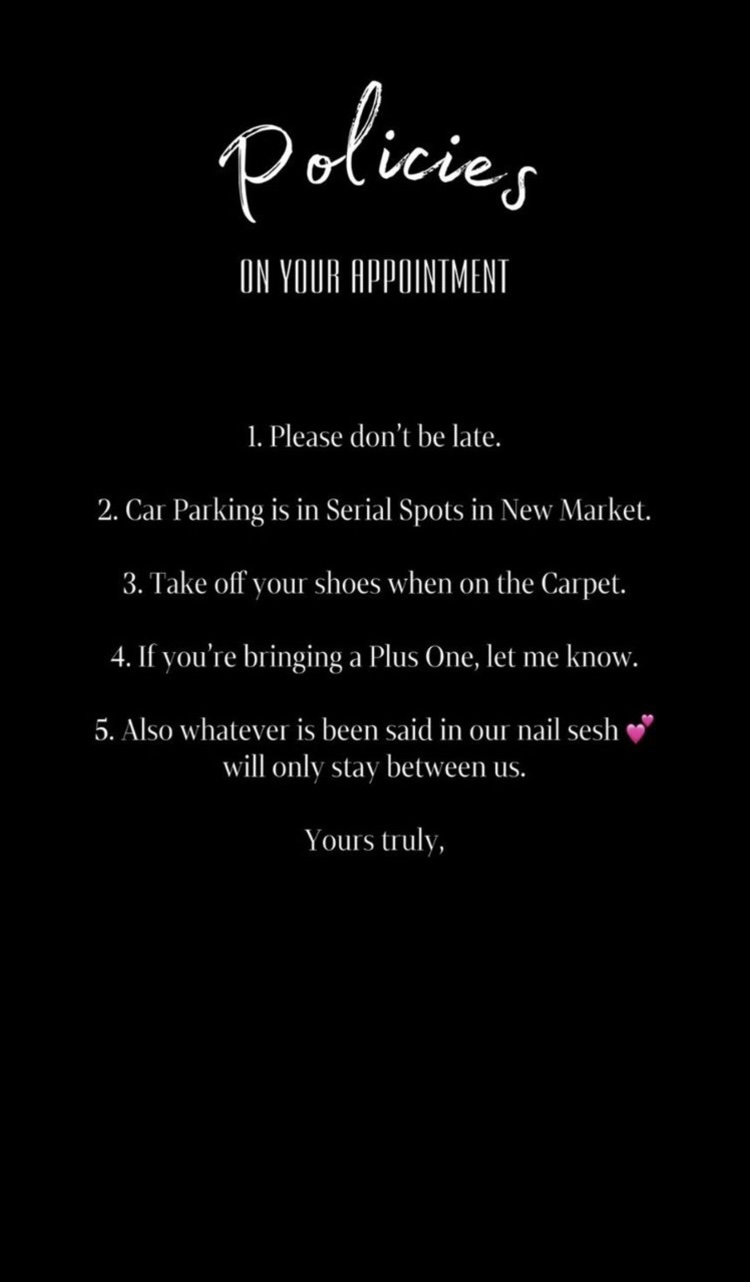 Policies
ON YOUR APPOINTMENT
1. Please don’t be late.
2. Car Parking is in Serial Spots in New Market.
3. Take off your shoes when on the Carpet.
4. If you’re bringing a Plus One, let me know.
5. Also whatever is been said in our nail sesh 💕
will only stay between us.
Yours truly,